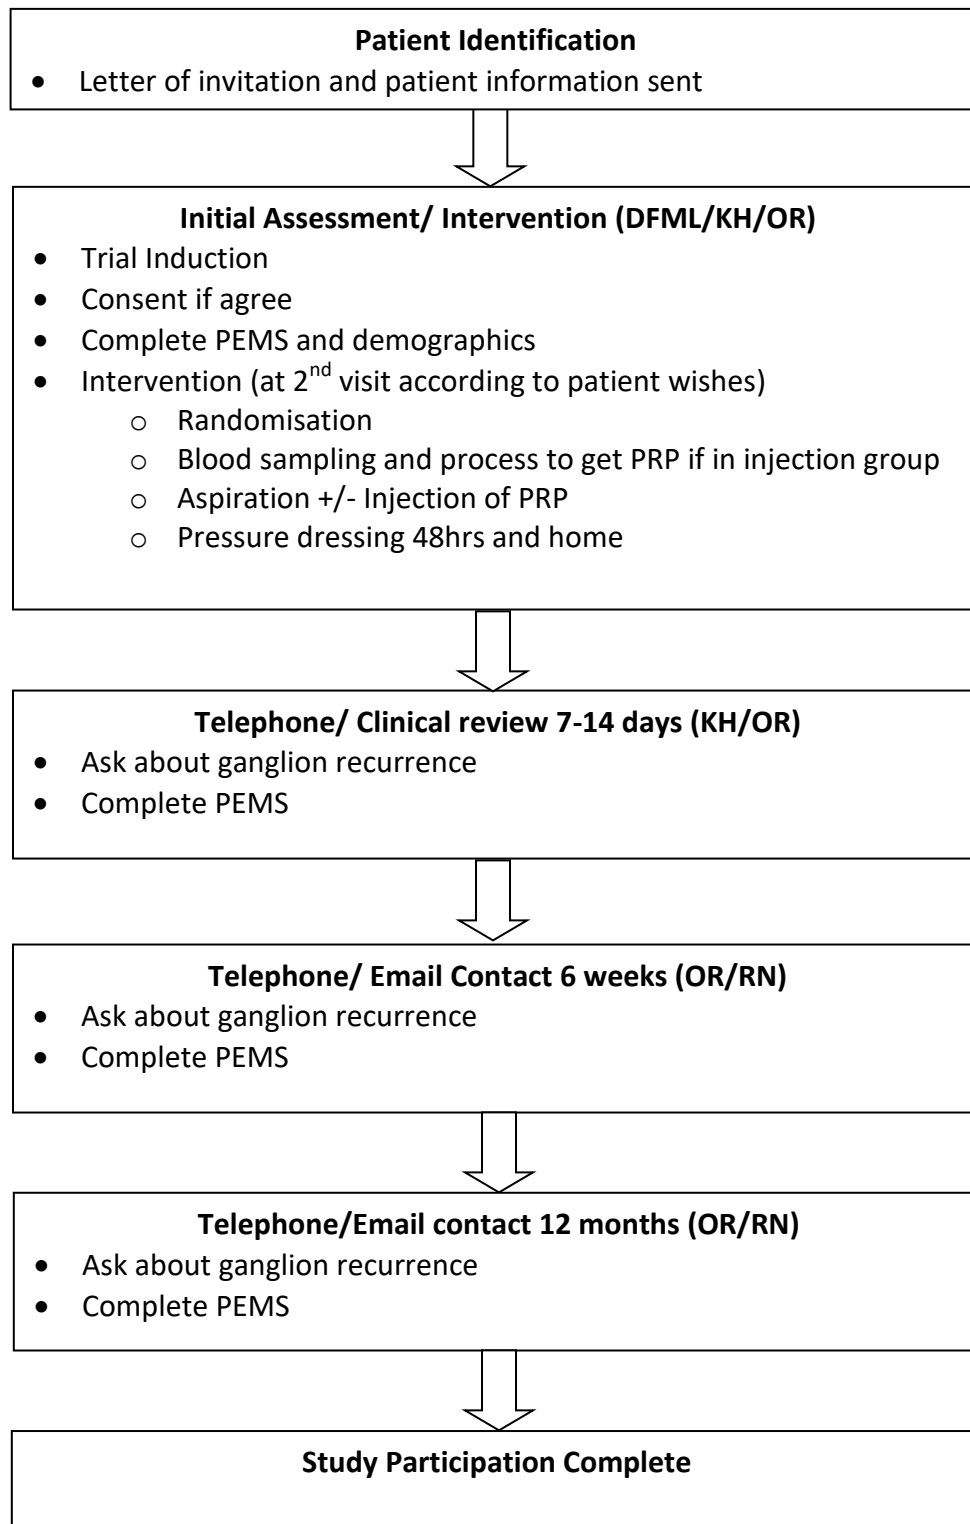 Patient Identification
• Letter of invitation and patient information sent
Initial Assessment/ Intervention (DFML/KH/OR)
• Trial Induction
• Consent if agree
• Complete PEMS and demographics
• Intervention (at 2nd visit according to patient wishes)
o Randomisation
o Blood sampling and process to get PRP if in injection group
o Aspiration +/- Injection of PRP
o Pressure dressing 48hrs and home
Telephone/ Clinical review 7-14 days (KH/OR)
• Ask about ganglion recurrence
• Complete PEMS
Telephone/ Email Contact 6 weeks (OR/RN)
• Ask about ganglion recurrence
• Complete PEMS
Telephone/Email contact 12 months (OR/RN)
• Ask about ganglion recurrence
• Complete PEMS
Study Participation Complete